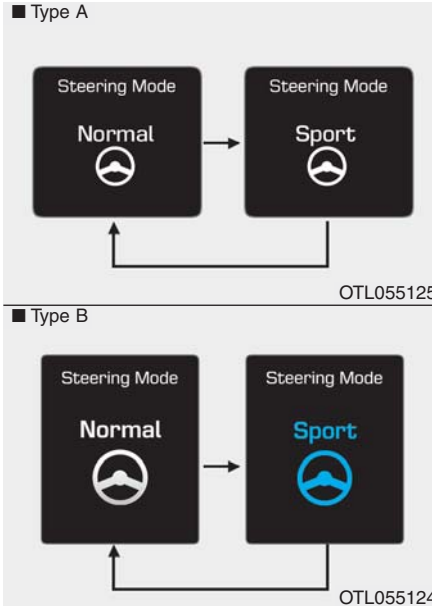 ■ Type A
Steering Mode
Normal
Steering Mode
Sport
OTL055125
■ Type B
Steering Mode
Normal
Steering Mode
Sport
OTL055124